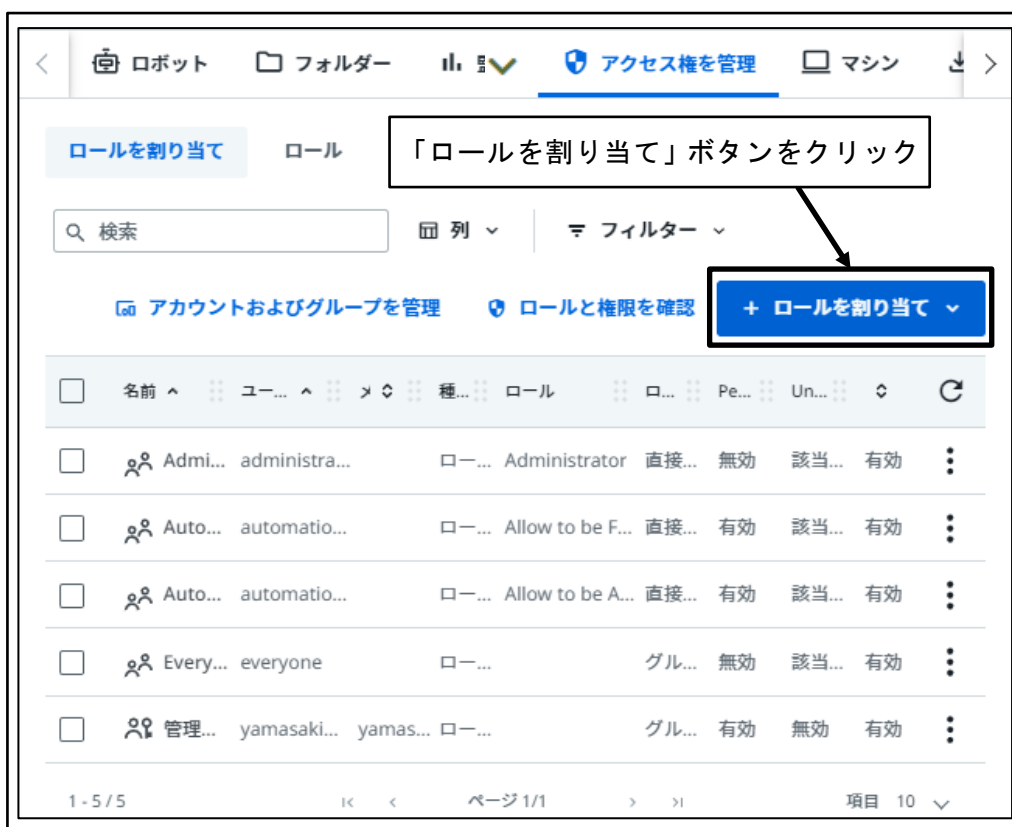 ロボット フォルダー アクセス権を管理 マシン
ロールを割り当て ロール
「ロールを割り当て」ボタンをクリック
検索 列 フィルター
アカウントおよびグループを管理 ロールと権限を確認 + ロールを割り当て
名前 ユー... メ 種... ロール ロ... Pe... Un...
Admi... administra... ロー... Administrator 直接... 無効 該当... 有効
Auto... automatio... ロー... Allow to be F... 直接... 有効 該当... 有効
Auto... automatio... ロー... Allow to be A... 直接... 有効 該当... 有効
Every... everyone ロー... グル... 無効 該当... 有効
管理... yamasaki... yamas... ロー... グル... 有効 無効 有効
1 - 5 / 5 ページ 1/1 項目 10